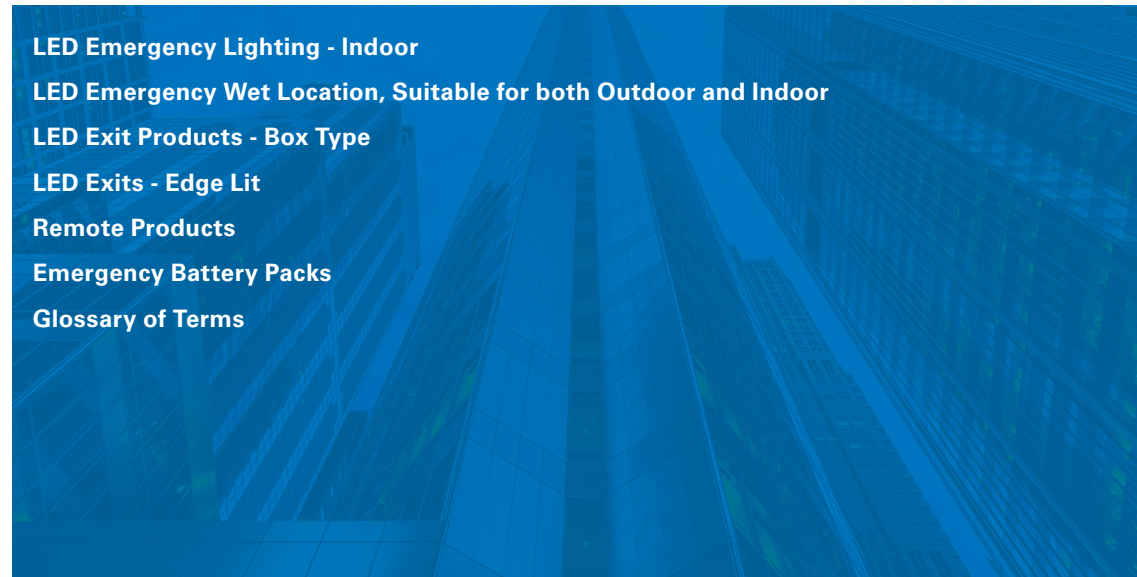 LED Emergency Lighting - Indoor
LED Emergency Wet Location, Suitable for both Outdoor and Indoor
LED Exit Products - Box Type
LED Exits - Edge Lit
Remote Products
Emergency Battery Packs
Glossary of Terms